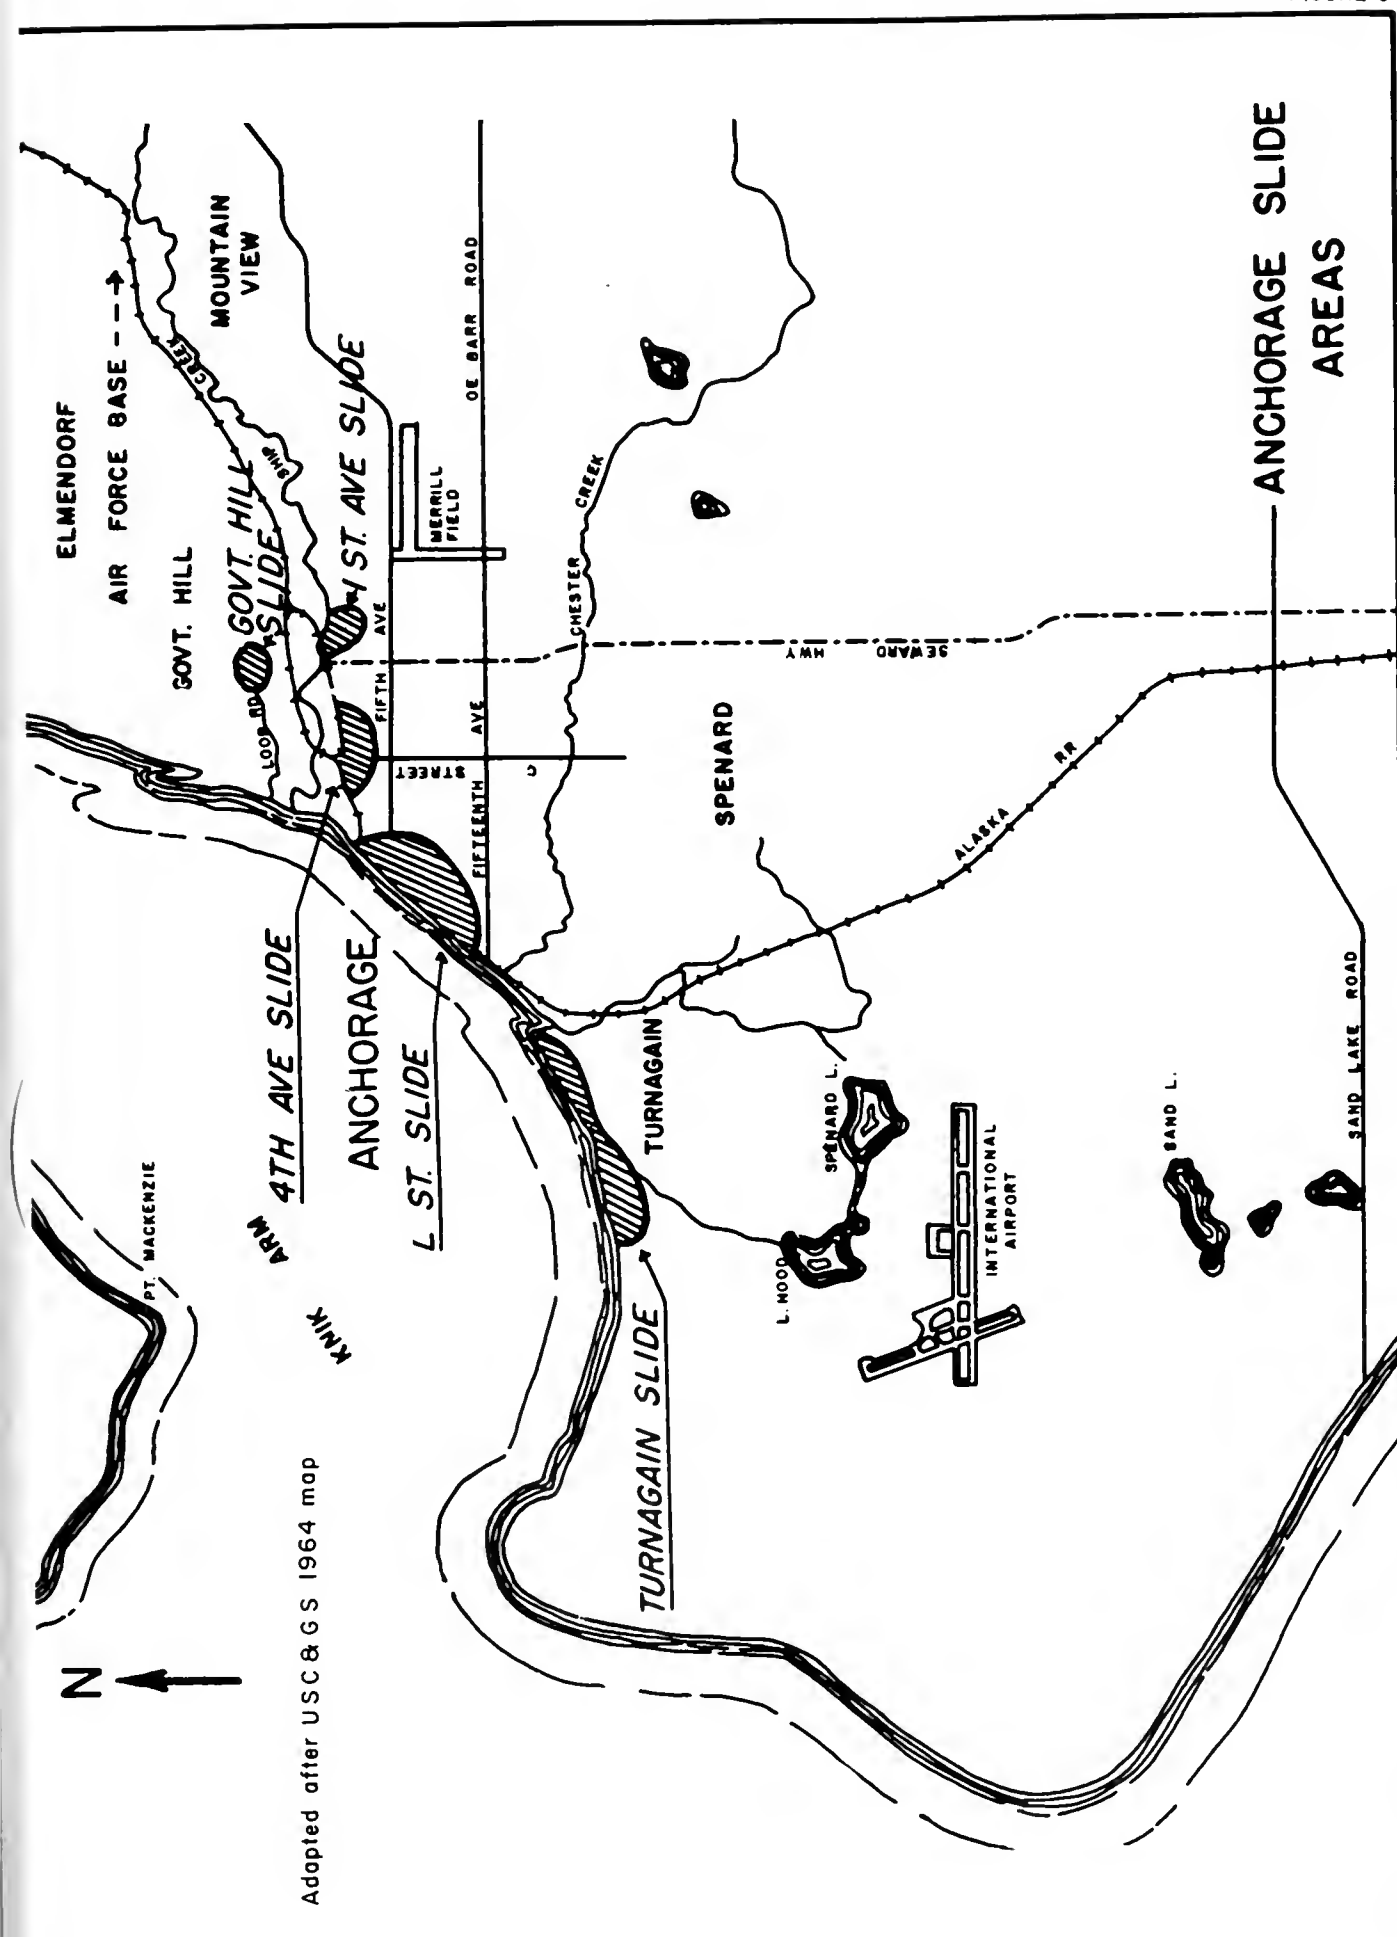 N
Adapted after USC&GS 1964 map
PT. MACKENZIE
KNIK
ARM
ELMENDORF
AIR FORCE BASE
GOVT. HILL
GOVT. HILL
SLIDE
LOOP RD
SHIP
CREEK
MOUNTAIN
VIEW
4TH AVE SLIDE
ANCHORAGE
L ST. SLIDE
1 ST. AVE SLIDE
FIFTH AVE
MERRILL
FIELD
DE BARR ROAD
C STREET
FIFTEENTH AVE
CHESTER CREEK
SEWARD
HWY
TURNAGAIN SLIDE
TURNAGAIN
SPENARD
ALASKA RR
L. HOOD
SPENARD L.
INTERNATIONAL
AIRPORT
SAND L.
SAND LAKE ROAD
ANCHORAGE SLIDE
AREAS